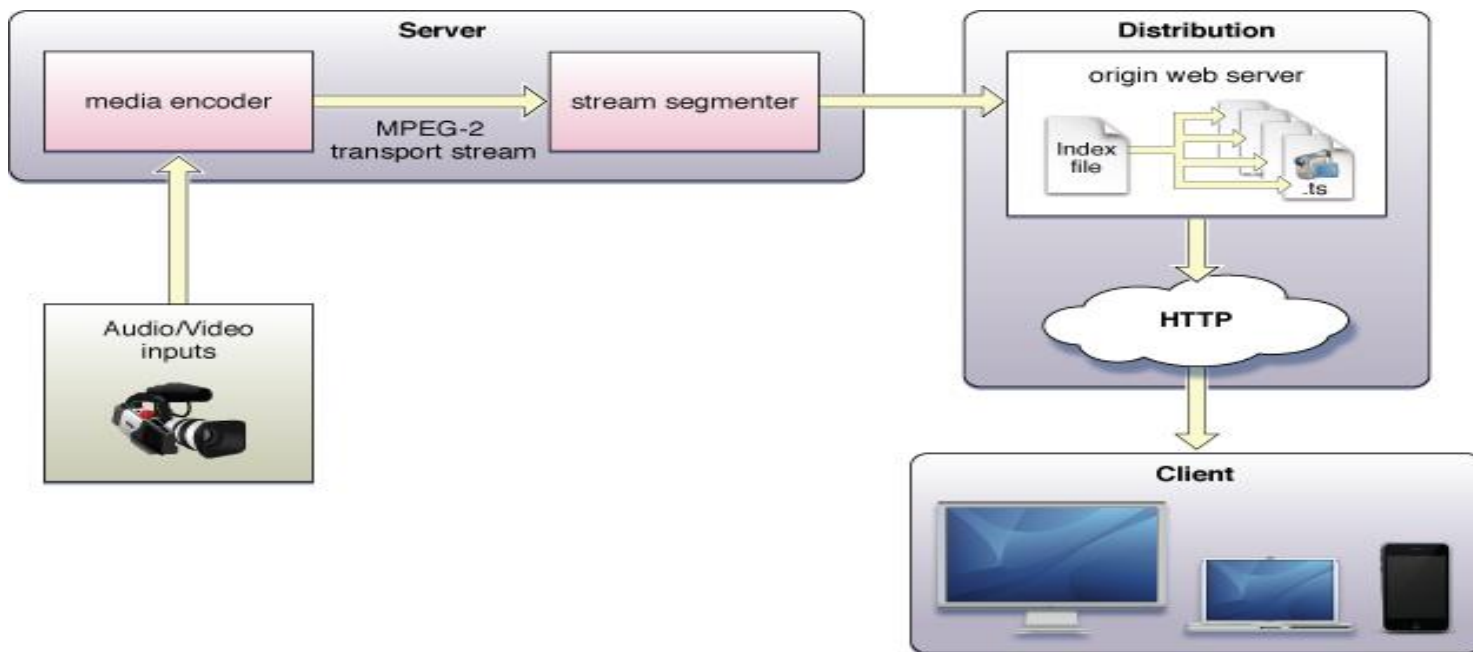 Server
media encoder
MPEG-2
transport stream
stream segmenter
Distribution
origin web server
Index
file
.ts
HTTP
Audio/Video
inputs
Client